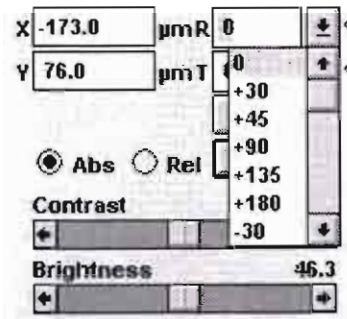 X -173.0 µm R 0
Y 76.0 µm T
0
+30
+45
+90
+135
+180
-30
Abs Rel
Contrast
Brightness 46.3